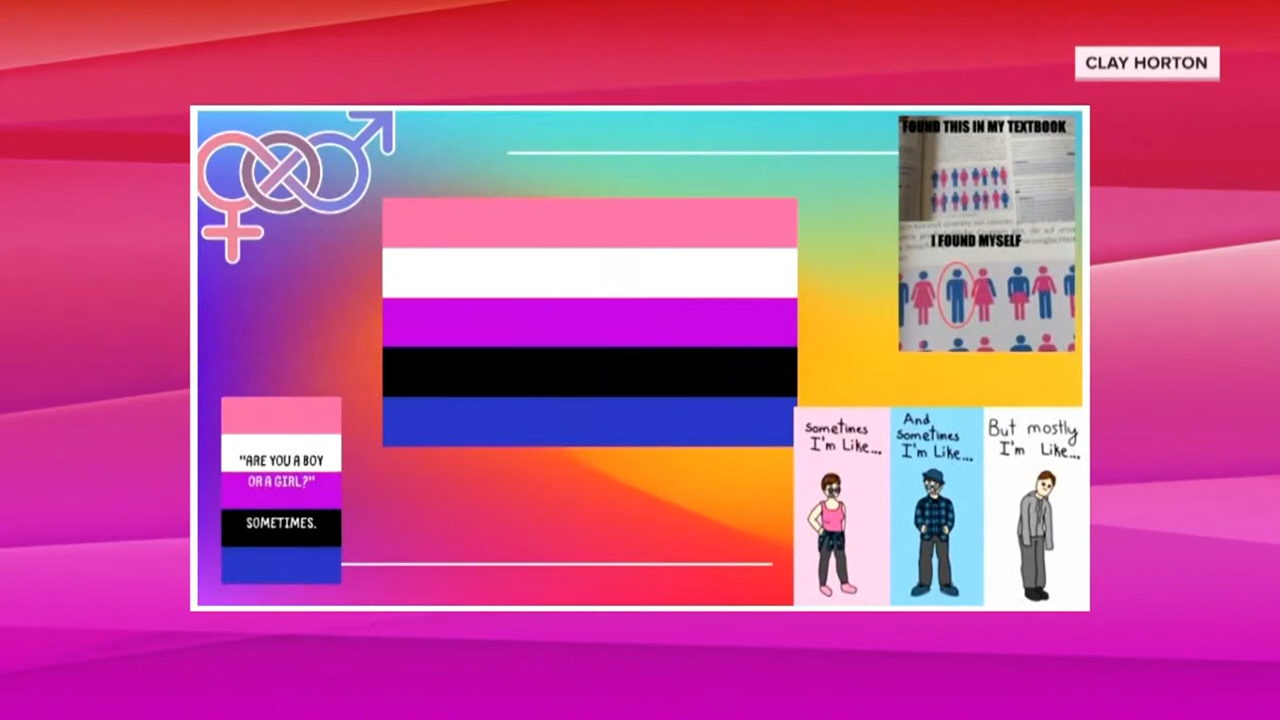 CLAY HORTON
FOUND THIS IN MY TEXTBOOK
I FOUND MYSELF
"ARE YOU A BOY
OR A GIRL?"
SOMETIMES.
Sometimes
I'm Like...
And
Sometimes
I'm Like...
But mostly
I'm Like...